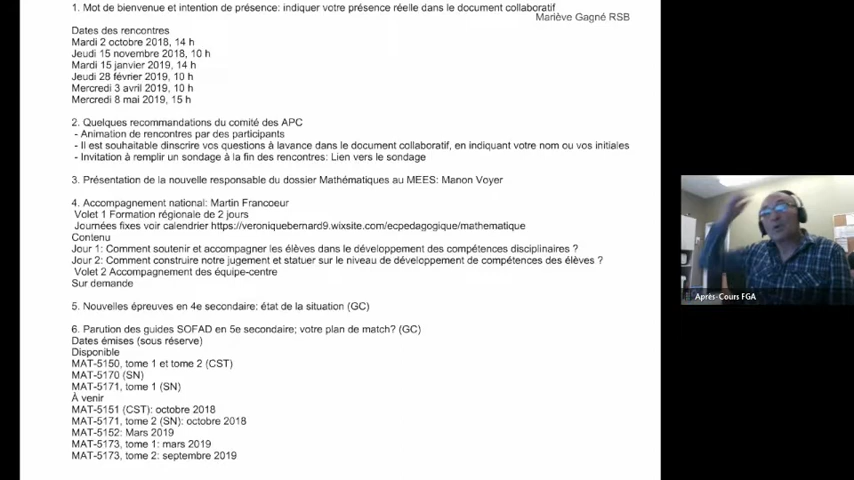 1. Mot de bienvenue et intention de présence: indiquer votre présence réelle dans le document collaboratif
Mariève Gagné RSB
Dates des rencontres
Mardi 2 octobre 2018, 14 h
Jeudi 15 novembre 2018, 10 h
Mardi 15 janvier 2019, 14 h
Jeudi 28 février 2019, 10 h
Mercredi 3 avril 2019, 10 h
Mercredi 8 mai 2019, 15 h
2. Quelques recommandations du comité des APC
- Animation de rencontres par des participants
- Il est souhaitable dinscrire vos questions à lavance dans le document collaboratif, en indiquant votre nom ou vos initiales
- Invitation à remplir un sondage à la fin des rencontres: Lien vers le sondage
3. Présentation de la nouvelle responsable du dossier Mathématiques au MEES: Manon Voyer
4. Accompagnement national: Martin Francoeur
Volet 1 Formation régionale de 2 jours
Journées fixes voir calendrier https://veroniquebernard9.wixsite.com/ecpedagogique/mathematique
Contenu
Jour 1: Comment soutenir et accompagner les élèves dans le développement des compétences disciplinaires ?
Jour 2: Comment construire notre jugement et statuer sur le niveau de développement de compétences des élèves ?
Volet 2 Accompagnement des équipe-centre
Sur demande
5. Nouvelles épreuves en 4e secondaire: état de la situation (GC)
6. Parution des guides SOFAD en 5e secondaire; votre plan de match? (GC)
Dates émises (sous réserve)
Disponible
MAT-5150, tome 1 et tome 2 (CST)
MAT-5170 (SN)
MAT-5171, tome 1 (SN)
À venir
MAT-5151 (CST): octobre 2018
MAT-5171, tome 2 (SN): octobre 2018
MAT-5152: Mars 2019
MAT-5173, tome 1: mars 2019
MAT-5173, tome 2: septembre 2019
Après-Cours FGA